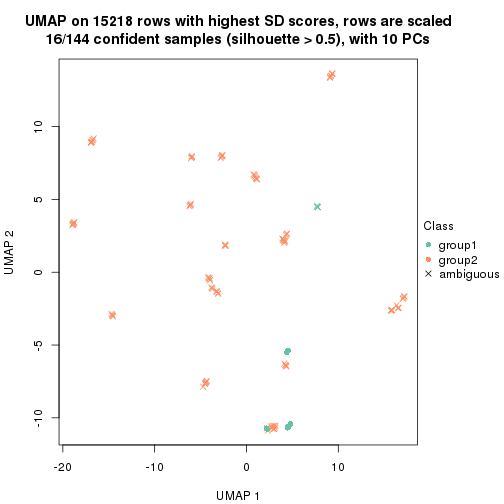 UMAP on 15218 rows with highest SD scores, rows are scaled
16/144 confident samples (silhouette > 0.5), with 10 PCs
10
5
0
-5
-10
UMAP 2
-20
-10
0
10
UMAP 1
Class
group1
group2
ambiguous